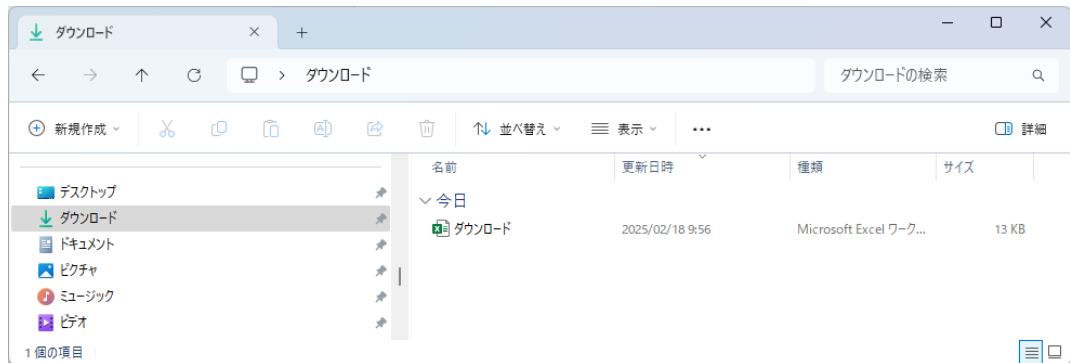 ダウンロード
ダウンロード
ダウンロードの検索
新規作成
並べ替え
表示
詳細
名前 更新日時 種類 サイズ
デスクトップ
ダウンロード
ドキュメント
ピクチャ
ミュージック
ビデオ
今日
ダウンロード 2025/02/18 9:56 Microsoft Excel ワーク... 13 KB
1 個の項目